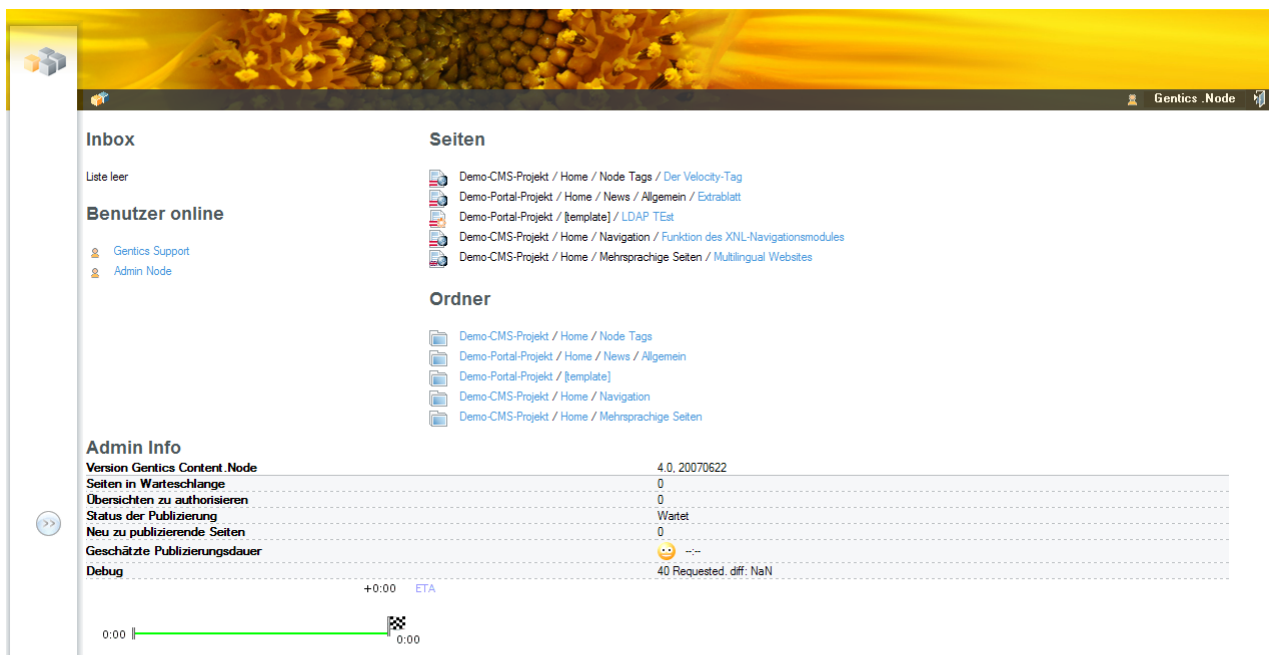 Gentics .Node
Inbox
Liste leer
Benutzer online
Gentics Support
Admin Node
Seiten
Demo-CMS-Projekt / Home / Node Tags / Der Velocity-Tag
Demo-Portal-Projekt / Home / News / Allgemein / Extrablatt
Demo-Portal-Projekt / [template] / LDAP TEst
Demo-CMS-Projekt / Home / Navigation / Funktion des XNL-Navigationsmodules
Demo-CMS-Projekt / Home / Mehrsprachige Seiten / Multilingual Websites
Ordner
Demo-CMS-Projekt / Home / Node Tags
Demo-Portal-Projekt / Home / News / Allgemein
Demo-Portal-Projekt / [template]
Demo-CMS-Projekt / Home / Navigation
Demo-CMS-Projekt / Home / Mehrsprachige Seiten
Admin Info
Version Gentics Content.Node 4.0, 20070622
Seiten in Warteschlange 0
Übersichten zu authorisieren 0
Status der Publizierung Wartet
Neu zu publizierende Seiten 0
Geschätzte Publizierungsdauer --:--
Debug 40 Requested. diff: NaN
+0:00 ETA
0:00 0:00
>>